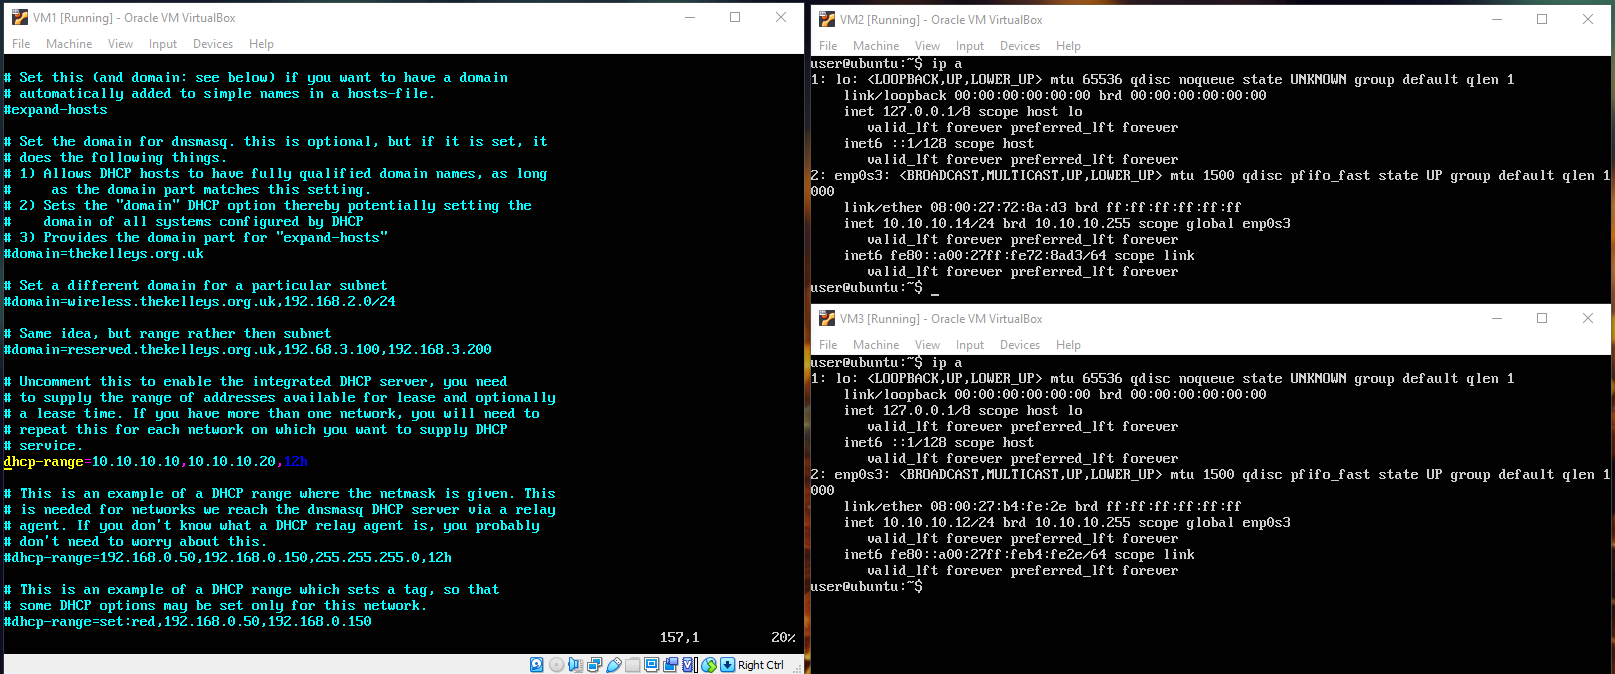 VM1 [Running] - Oracle VM VirtualBox
File Machine View Input Devices Help
# Set this (and domain: see below) if you want to have a domain
# automatically added to simple names in a hosts-file.
#expand-hosts
# Set the domain for dnsmasq. this is optional, but if it is set, it
# does the following things.
# 1) Allows DHCP hosts to have fully qualified domain names, as long
#     as the domain part matches this setting.
# 2) Sets the "domain" DHCP option thereby potentially setting the
#    domain of all systems configured by DHCP
# 3) Provides the domain part for "expand-hosts"
#domain=thekelleys.org.uk
# Set a different domain for a particular subnet
#domain=wireless.thekelleys.org.uk,192.168.2.0/24
# Same idea, but range rather then subnet
#domain=reserved.thekelleys.org.uk,192.68.3.100,192.168.3.200
# Uncomment this to enable the integrated DHCP server, you need
# to supply the range of addresses available for lease and optionally
# a lease time. If you have more than one network, you will need to
# repeat this for each network on which you want to supply DHCP
# service.
dhcp-range=10.10.10.10,10.10.10.20,12h
# This is an example of a DHCP range where the netmask is given. This
# is needed for networks we reach the dnsmasq DHCP server via a relay
# agent. If you don't know what a DHCP relay agent is, you probably
# don't need to worry about this.
#dhcp-range=192.168.0.50,192.168.0.150,255.255.255.0,12h
# This is an example of a DHCP range which sets a tag, so that
# some DHCP options may be set only for this network.
#dhcp-range=set:red,192.168.0.50,192.168.0.150
157,1 20%
Right Ctrl
VM2 [Running] - Oracle VM VirtualBox
File Machine View Input Devices Help
user@ubuntu:~$ ip a
1: lo: <LOOPBACK,UP,LOWER_UP> mtu 65536 qdisc noqueue state UNKNOWN group default qlen 1
    link/loopback 00:00:00:00:00:00 brd 00:00:00:00:00:00
    inet 127.0.0.1/8 scope host lo
       valid_lft forever preferred_lft forever
    inet6 ::1/128 scope host
       valid_lft forever preferred_lft forever
2: enp0s3: <BROADCAST,MULTICAST,UP,LOWER_UP> mtu 1500 qdisc pfifo_fast state UP group default qlen 1
000
    link/ether 08:00:27:72:8a:d3 brd ff:ff:ff:ff:ff:ff
    inet 10.10.10.14/24 brd 10.10.10.255 scope global enp0s3
       valid_lft forever preferred_lft forever
    inet6 fe80::a00:27ff:fe72:8ad3/64 scope link
       valid_lft forever preferred_lft forever
user@ubuntu:~$ _
VM3 [Running] - Oracle VM VirtualBox
File Machine View Input Devices Help
user@ubuntu:~$ ip a
1: lo: <LOOPBACK,UP,LOWER_UP> mtu 65536 qdisc noqueue state UNKNOWN group default qlen 1
    link/loopback 00:00:00:00:00:00 brd 00:00:00:00:00:00
    inet 127.0.0.1/8 scope host lo
       valid_lft forever preferred_lft forever
    inet6 ::1/128 scope host
       valid_lft forever preferred_lft forever
2: enp0s3: <BROADCAST,MULTICAST,UP,LOWER_UP> mtu 1500 qdisc pfifo_fast state UP group default qlen 1
000
    link/ether 08:00:27:b4:fe:2e brd ff:ff:ff:ff:ff:ff
    inet 10.10.10.12/24 brd 10.10.10.255 scope global enp0s3
       valid_lft forever preferred_lft forever
    inet6 fe80::a00:27ff:feb4:fe2e/64 scope link
       valid_lft forever preferred_lft forever
user@ubuntu:~$